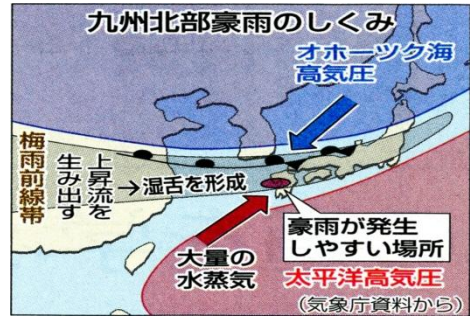 九州北部豪雨のしくみ
オホーツク海
高気圧
梅雨前線帯
上昇流を
生み出す
→湿舌を形成
豪雨が発生
しやすい場所
大量の
水蒸気
太平洋高気圧
(気象庁資料から)